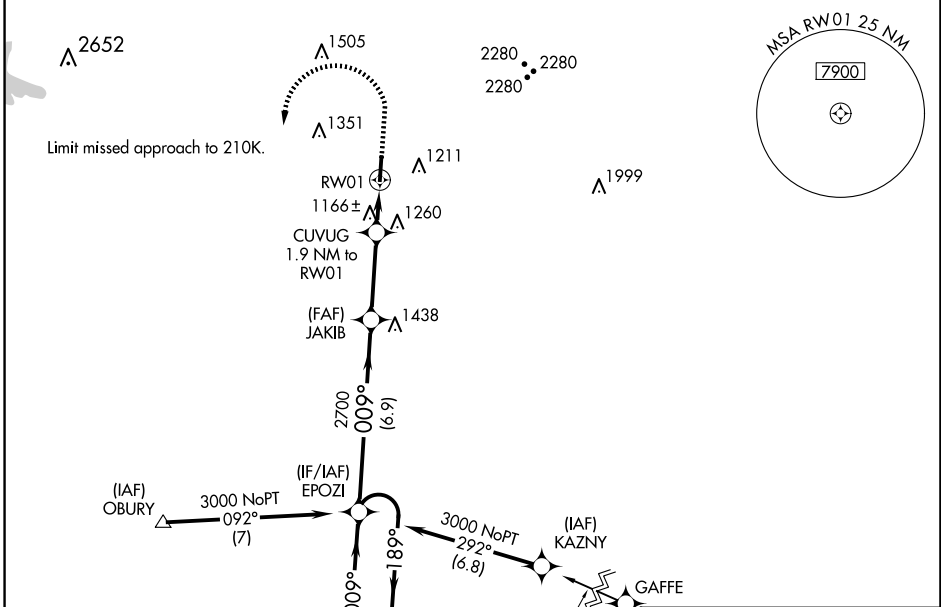 2652
1505
2280
2280
2280
MSA RW01 25 NM
7900
Limit missed approach to 210K.
1351
1211
1999
RW01
1166±
1260
CUVUG
1.9 NM to
RW01
(FAF)
JAKIB
1438
2700
009°
(6.9)
(IF/IAF)
EPOZI
(IAF)
OBURY
3000 NoPT
092°
(7)
3000 NoPT
292°
(6.8)
(IAF)
KAZNY
189°
009°
GAFFE